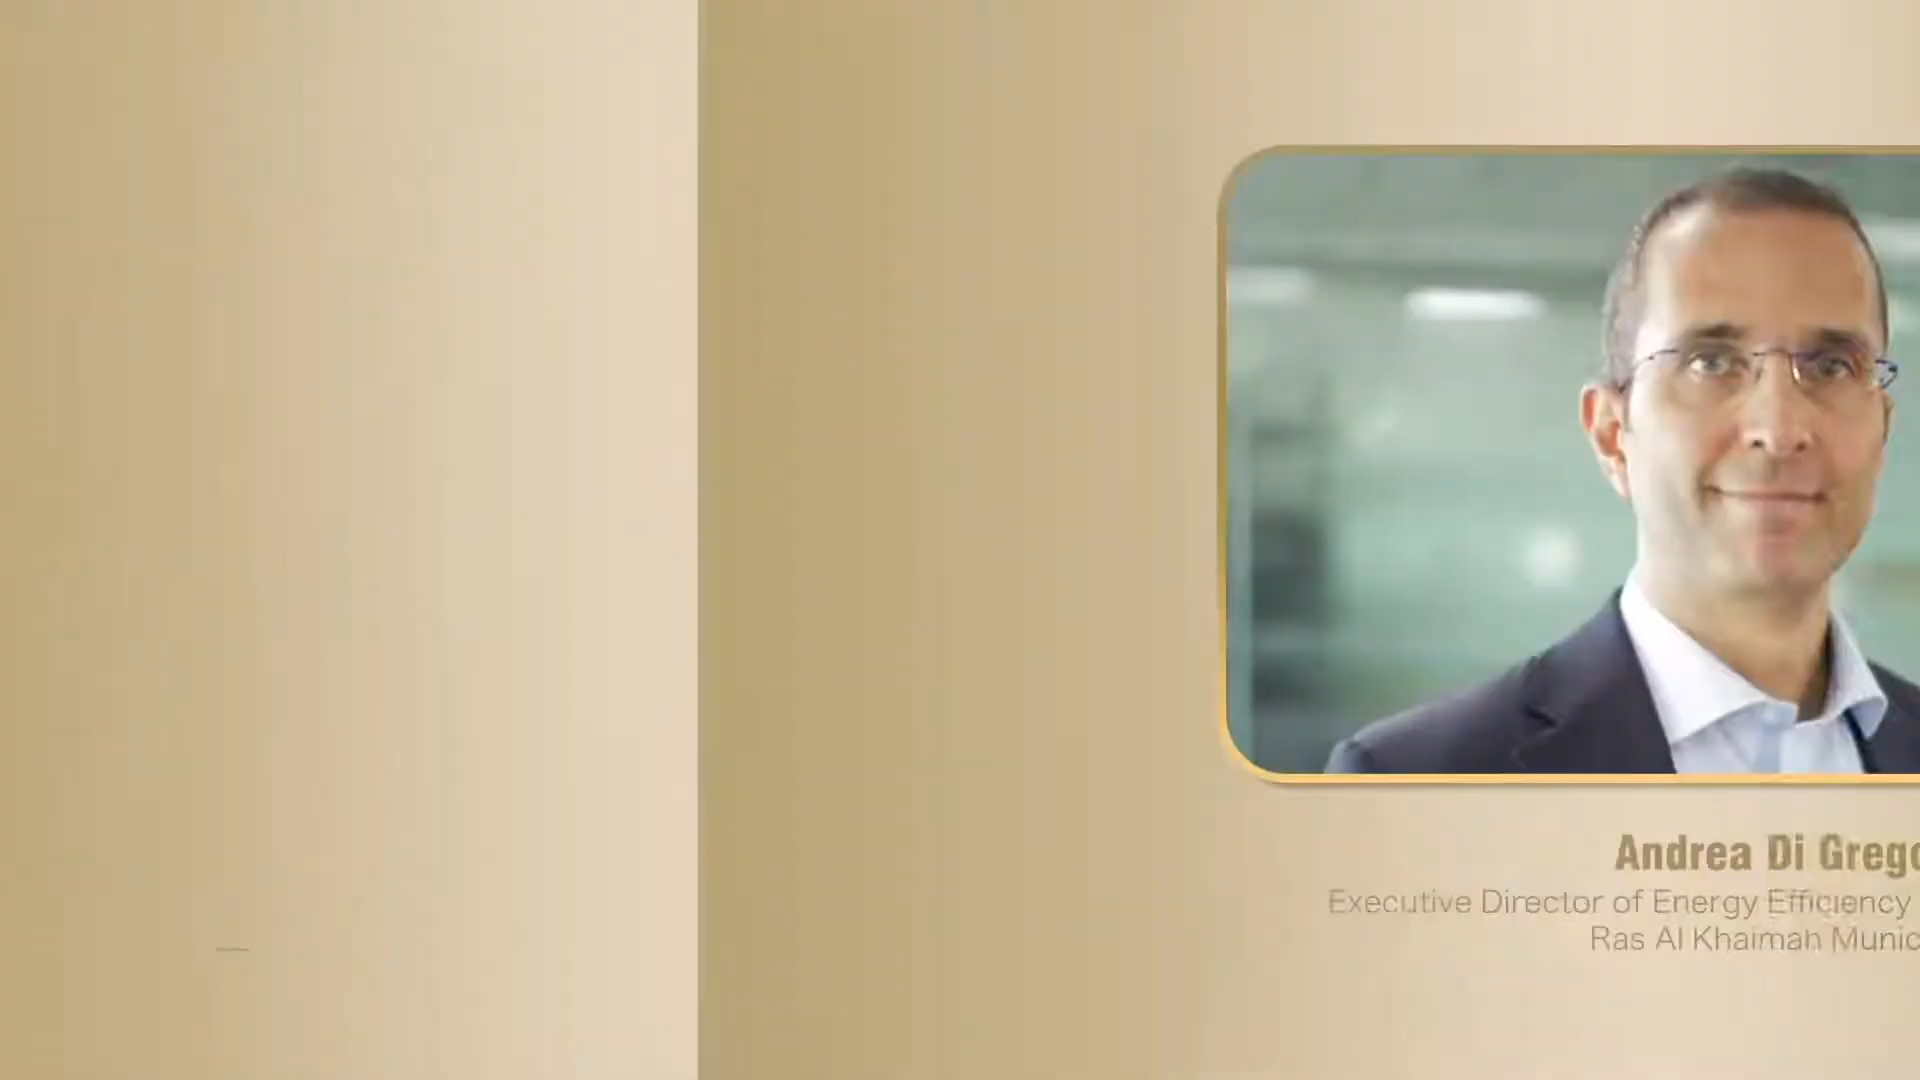 Andrea Di Grego
Executive Director of Energy Efficiency
Ras Al Khaimah Munic